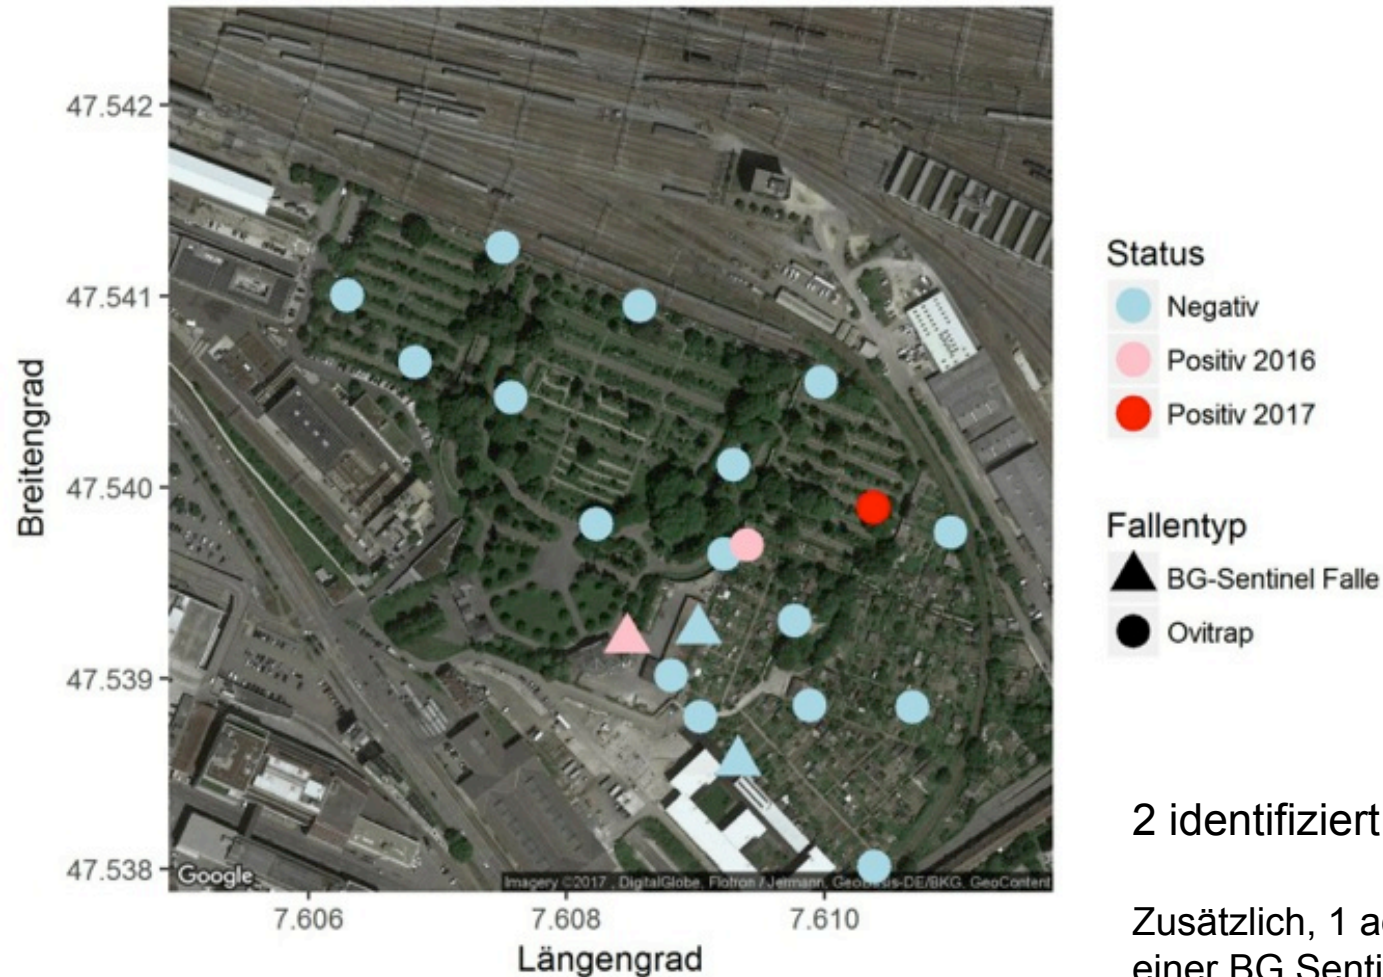 47.542
47.541
47.540
47.539
47.538
Breitengrad
7.606
7.608
7.610
Längengrad
Google
Imagery ©2017 , DigitalGlobe, Flotron / Jermann, GeoBasis-DE/BKG, GeoContent
Status
Negativ
Positiv 2016
Positiv 2017
Fallentyp
BG-Sentinel Falle
Ovitrap
2 identifiziert
Zusätzlich, 1
einer BG Senti